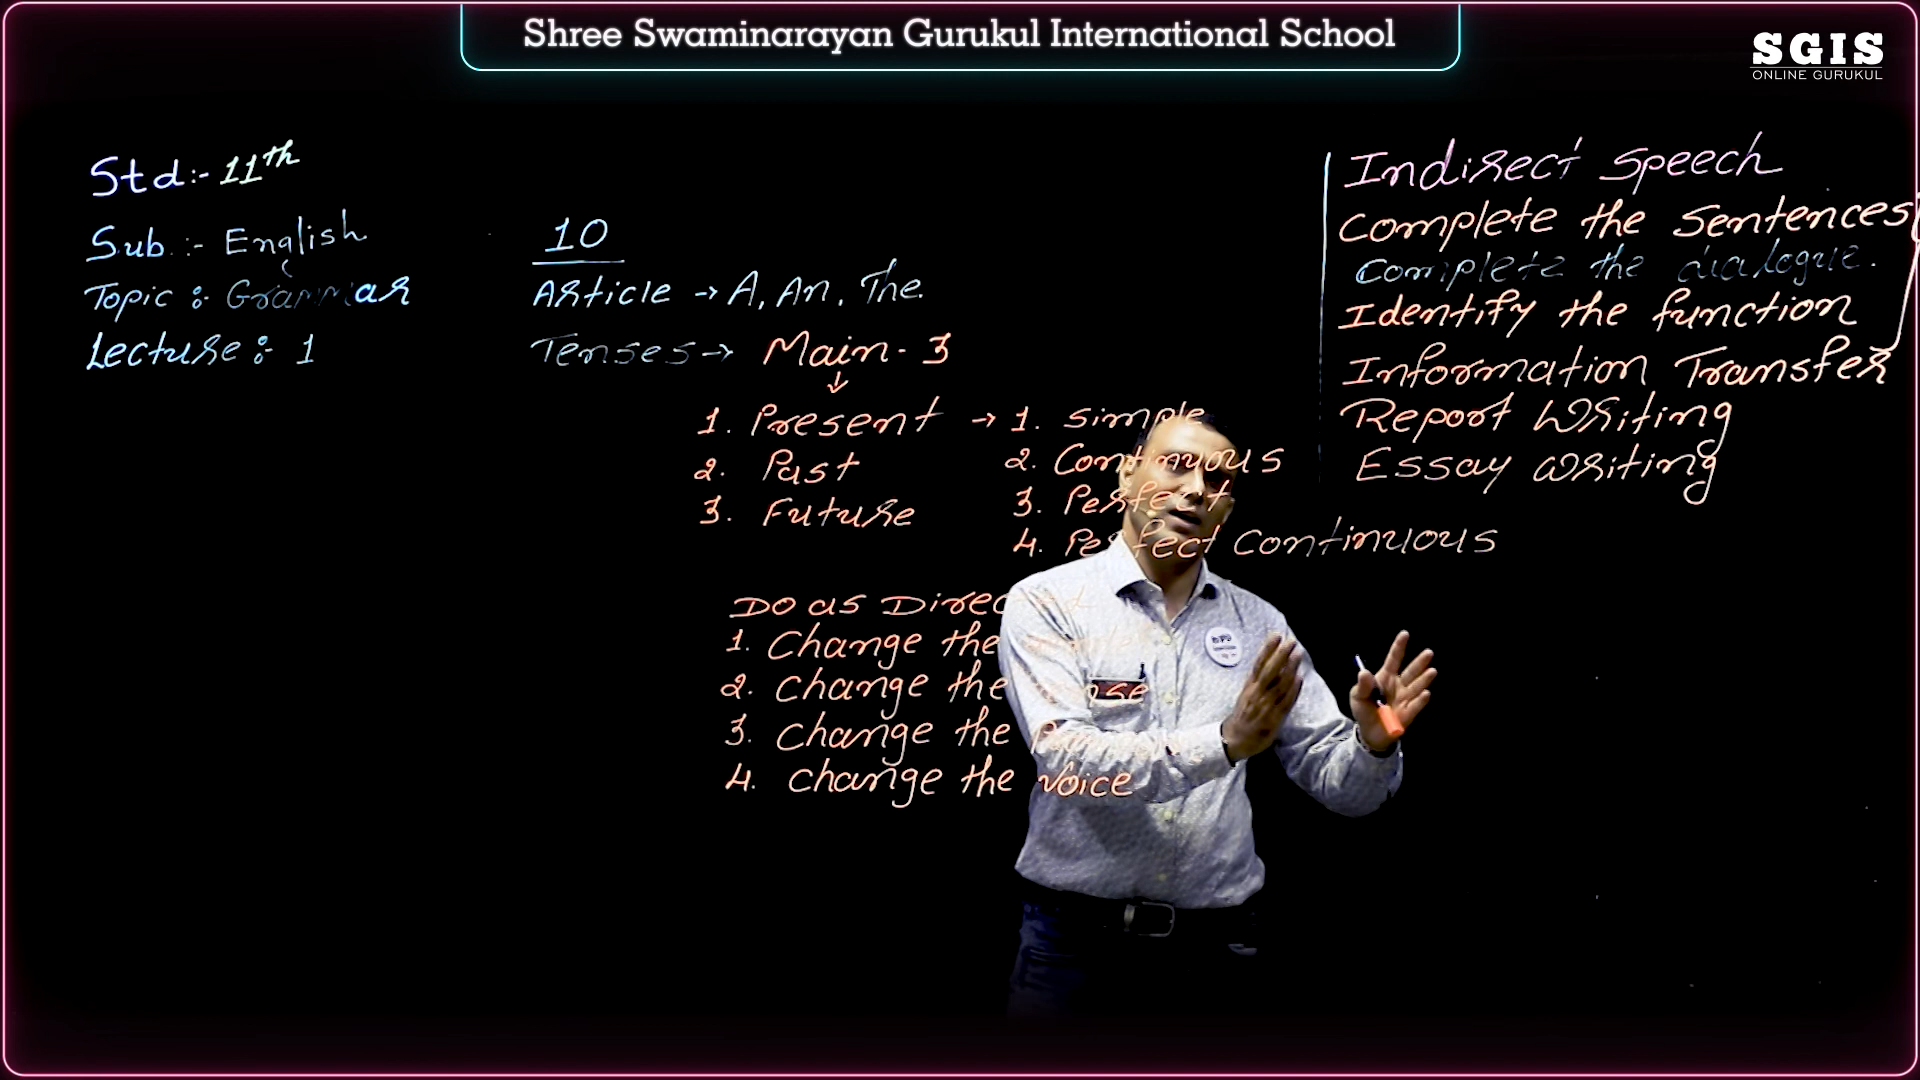 Shree Swaminarayan Gurukul International School
SGIS
ONLINE GURUKUL
Std:- 11th
Sub.:- English
Topic :- Grammar
Lecture :- 1
10
Article → A, An, The.
Tenses → Main - 3
↓
1. Present → 1. Simple
2. Past 2. Continuous
3. Future 3. Perfect
4. Perfect Continuous
Do as Directed
1. Change the
2. Change the Tense
3. Change the
4. Change the Voice
Indirect Speech
Complete the Sentences
Complete the dialogue.
Identify the function
Information Transfer
Report Writing
Essay writing